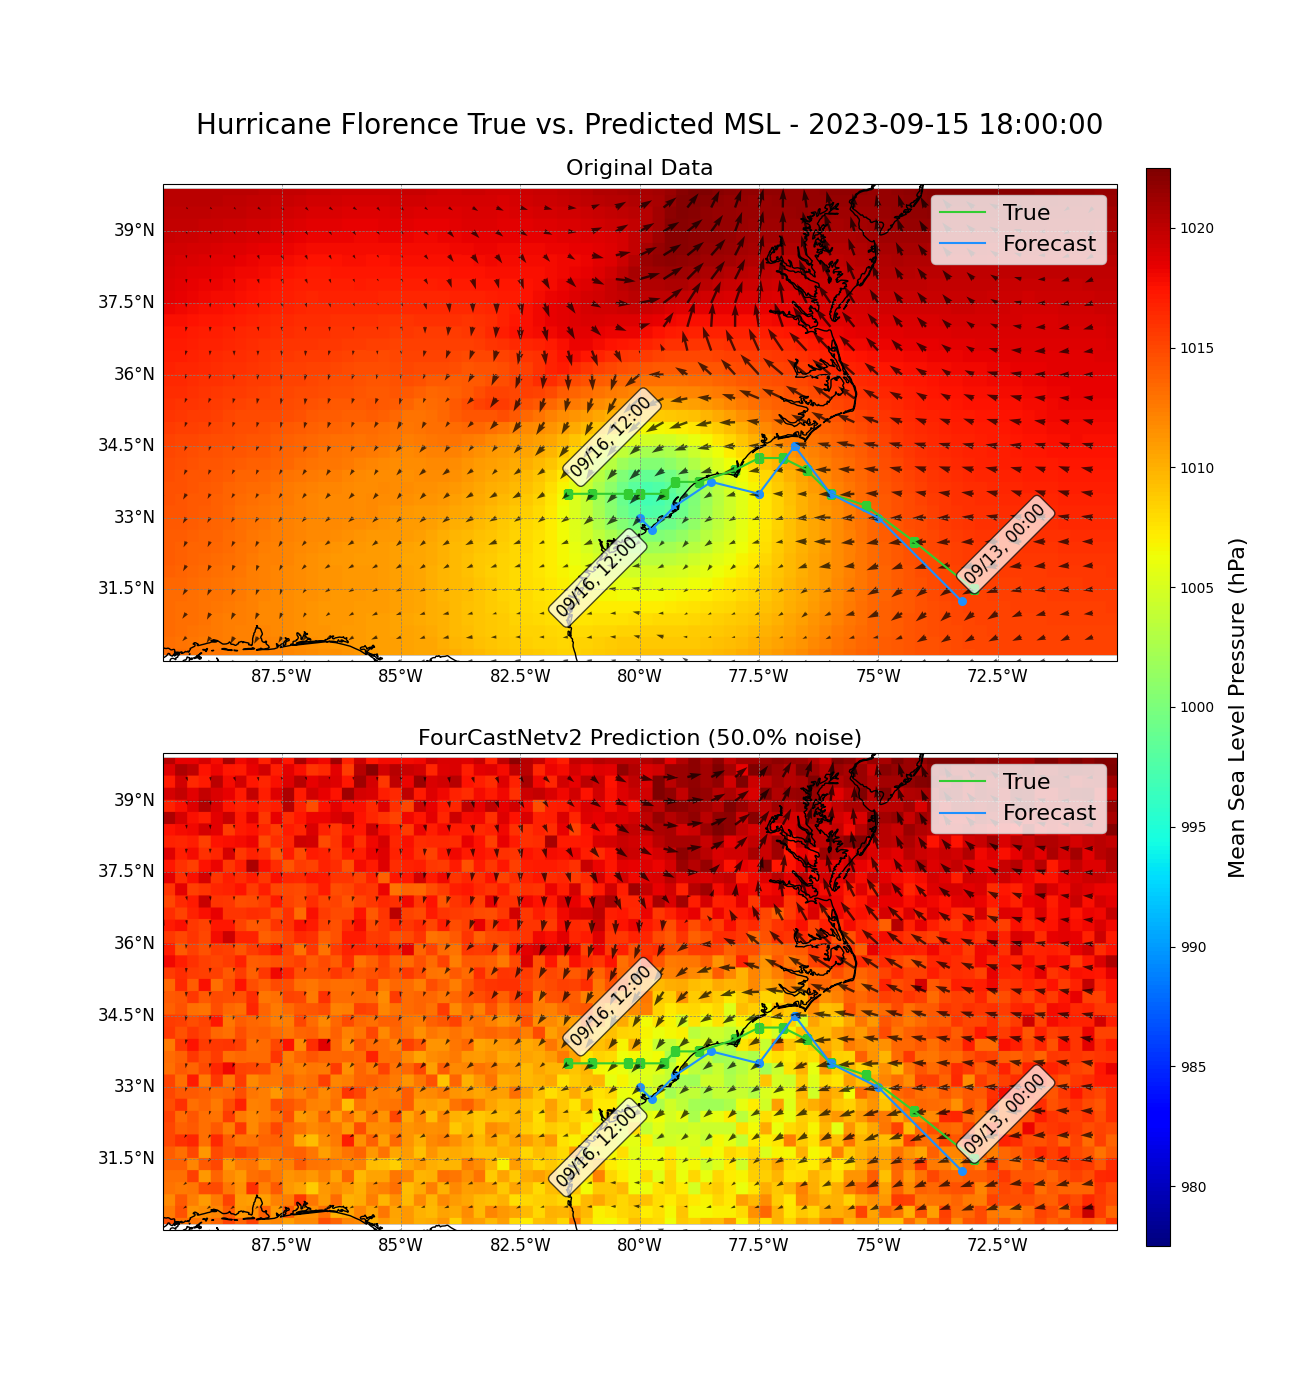 Hurricane Florence True vs. Predicted MSL - 2023-09-15 18:00:00
Original Data
True
Forecast
39°N
37.5°N
36°N
34.5°N
33°N
31.5°N
09/16, 12:00
09/16, 12:00
09/13, 00:00
87.5°W 85°W 82.5°W 80°W 77.5°W 75°W 72.5°W
FourCastNetv2 Prediction (50.0% noise)
True
Forecast
39°N
37.5°N
36°N
34.5°N
33°N
31.5°N
09/16, 12:00
09/16, 12:00
09/13, 00:00
87.5°W 85°W 82.5°W 80°W 77.5°W 75°W 72.5°W
1020
1015
1010
1005
1000
995
990
985
980
Mean Sea Level Pressure (hPa)